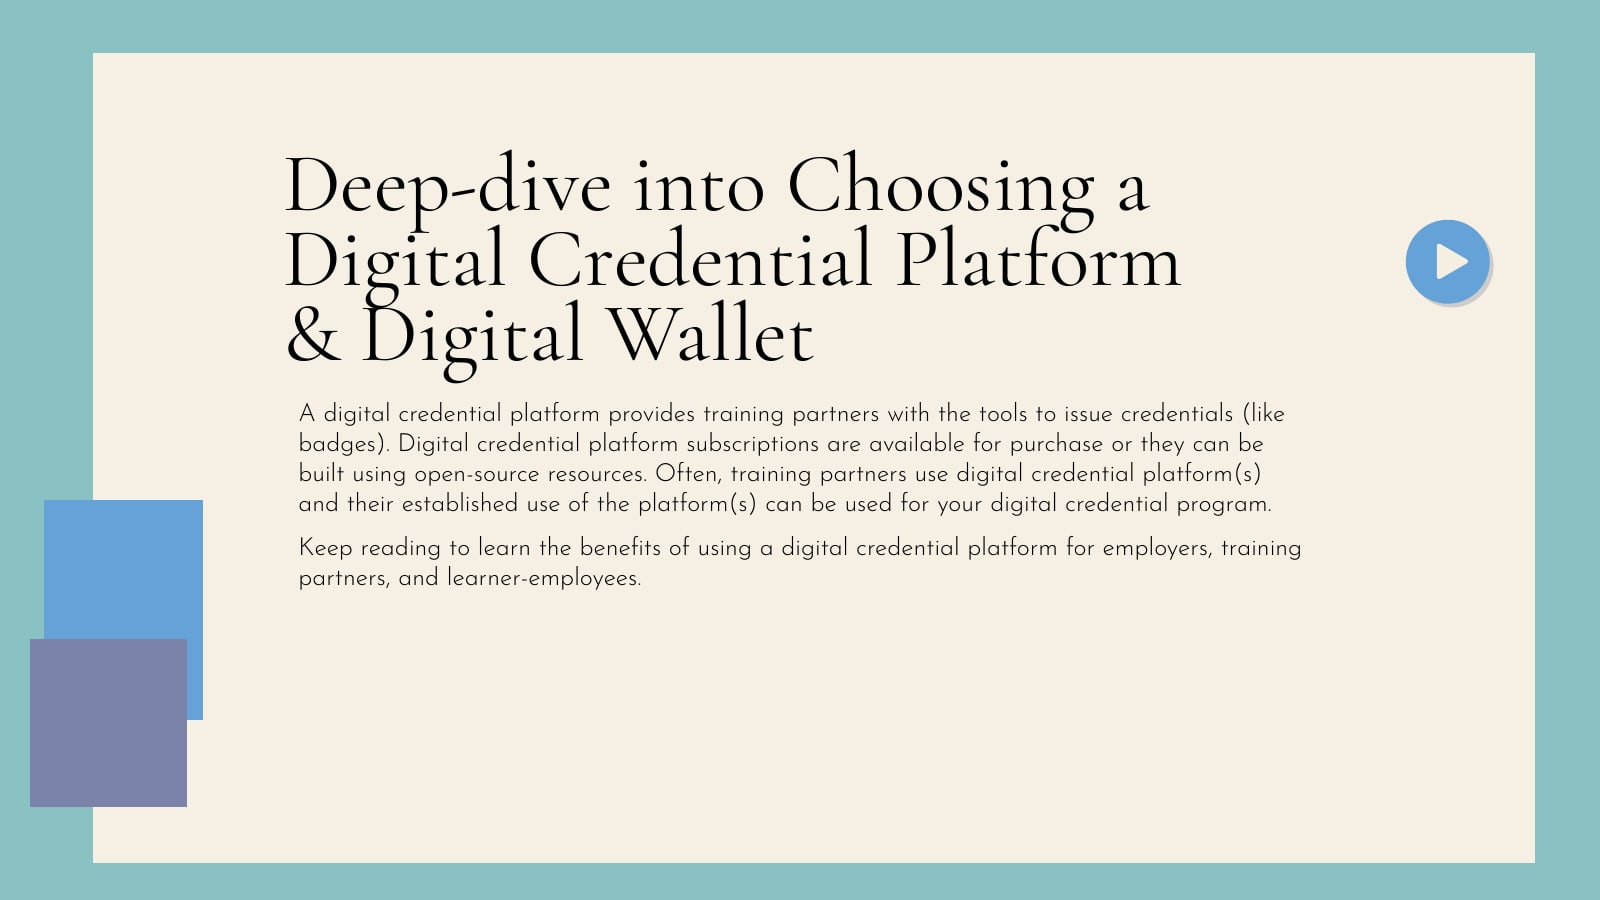 Deep-dive into Choosing a
Digital Credential Platform
& Digital Wallet
A digital credential platform provides training partners with the tools to issue credentials (like
badges). Digital credential platform subscriptions are available for purchase or they can be
built using open-source resources. Often, training partners use digital credential platform(s)
and their established use of the platform(s) can be used for your digital credential program.
Keep reading to learn the benefits of using a digital credential platform for employers, training
partners, and learner-employees.